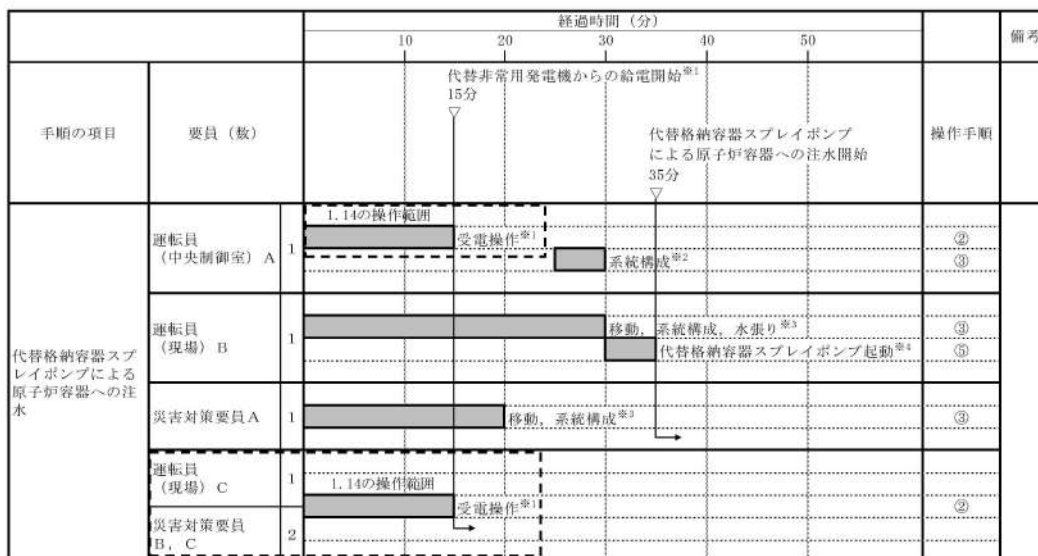 経過時間（分）
備考
10 20 30 40 50
手順の項目
要員（数）
操作手順
代替非常用発電機からの給電開始※1
15分
代替格納容器スプレイポンプ
による原子炉容器への注水開始
35分
代替格納容器スプ
レイポンプによる
原子炉容器への注
水
運転員
（中央制御室）A
1
1.14の操作範囲
受電操作※1
②
系統構成※2
③
運転員
（現場）B
1
移動，系統構成，水張り※3
③
代替格納容器スプレイポンプ起動※4
⑤
災害対策要員A
1
移動，系統構成※3
③
運転員
（現場）C
1
1.14の操作範囲
受電操作※1
②
災害対策要員
B，C
2